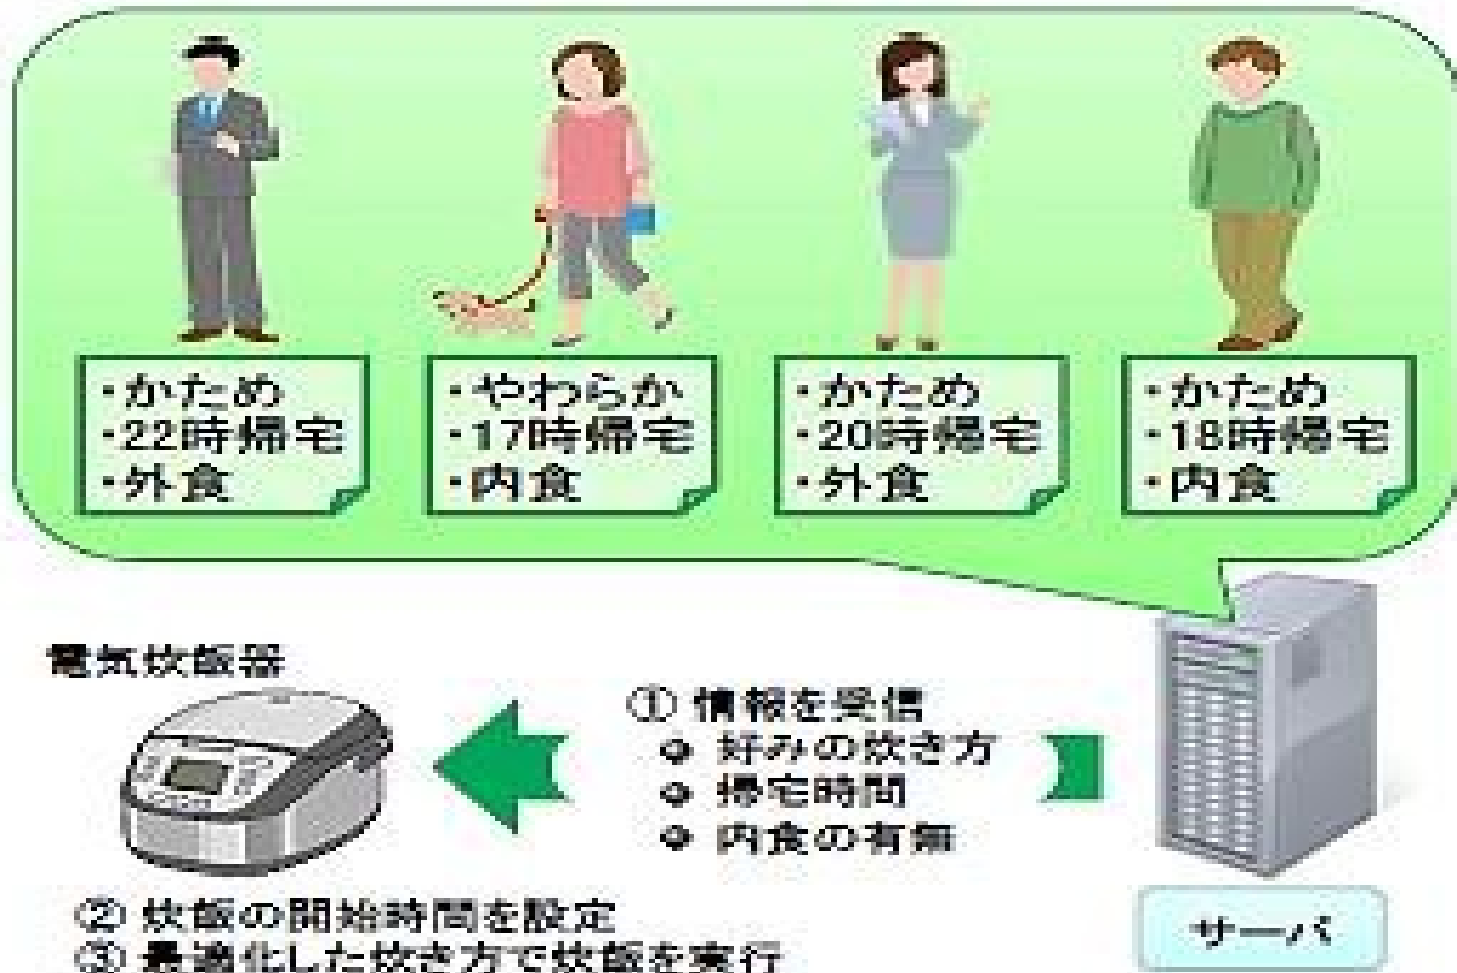 ・かため
・22時帰宅
・外食
・やわらか
・17時帰宅
・内食
・かため
・20時帰宅
・外食
・かため
・18時帰宅
・内食
電気炊飯器
① 情報を受信
好みの炊き方
帰宅時間
内食の有無
サーバ
② 炊飯の開始時間を設定
③ 最適化した炊き方で炊飯を実行